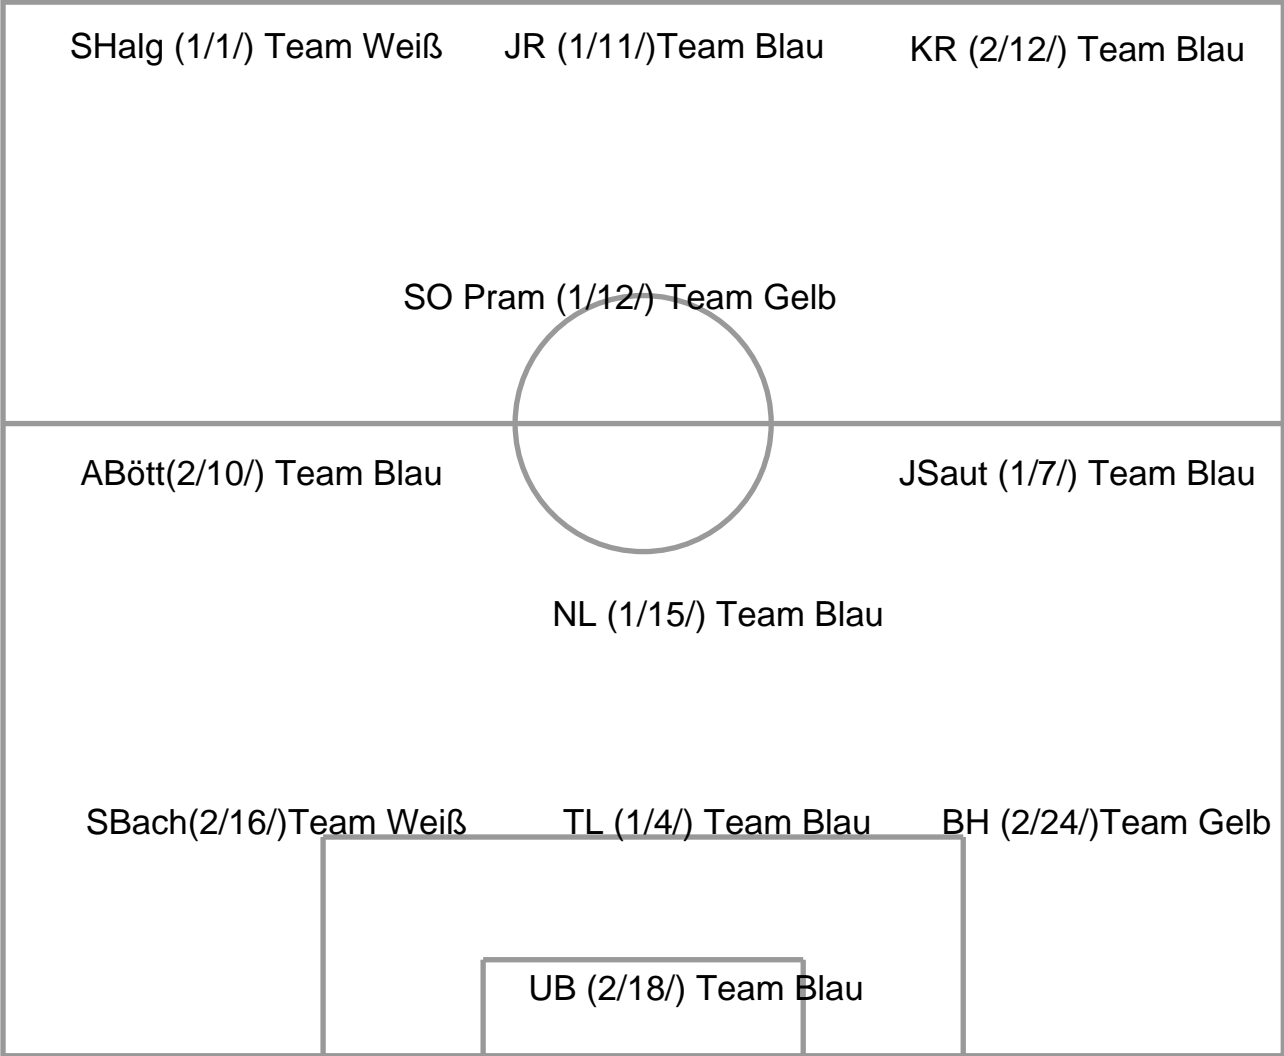 SHalg (1/1/) Team Weiß
JR (1/11/)Team Blau
KR (2/12/) Team Blau
SO Pram (1/12/) Team Gelb
ABött(2/10/) Team Blau
JSaut (1/7/) Team Blau
NL (1/15/) Team Blau
SBach(2/16/)Team Weiß
TL (1/4/) Team Blau
BH (2/24/)Team Gelb
UB (2/18/) Team Blau